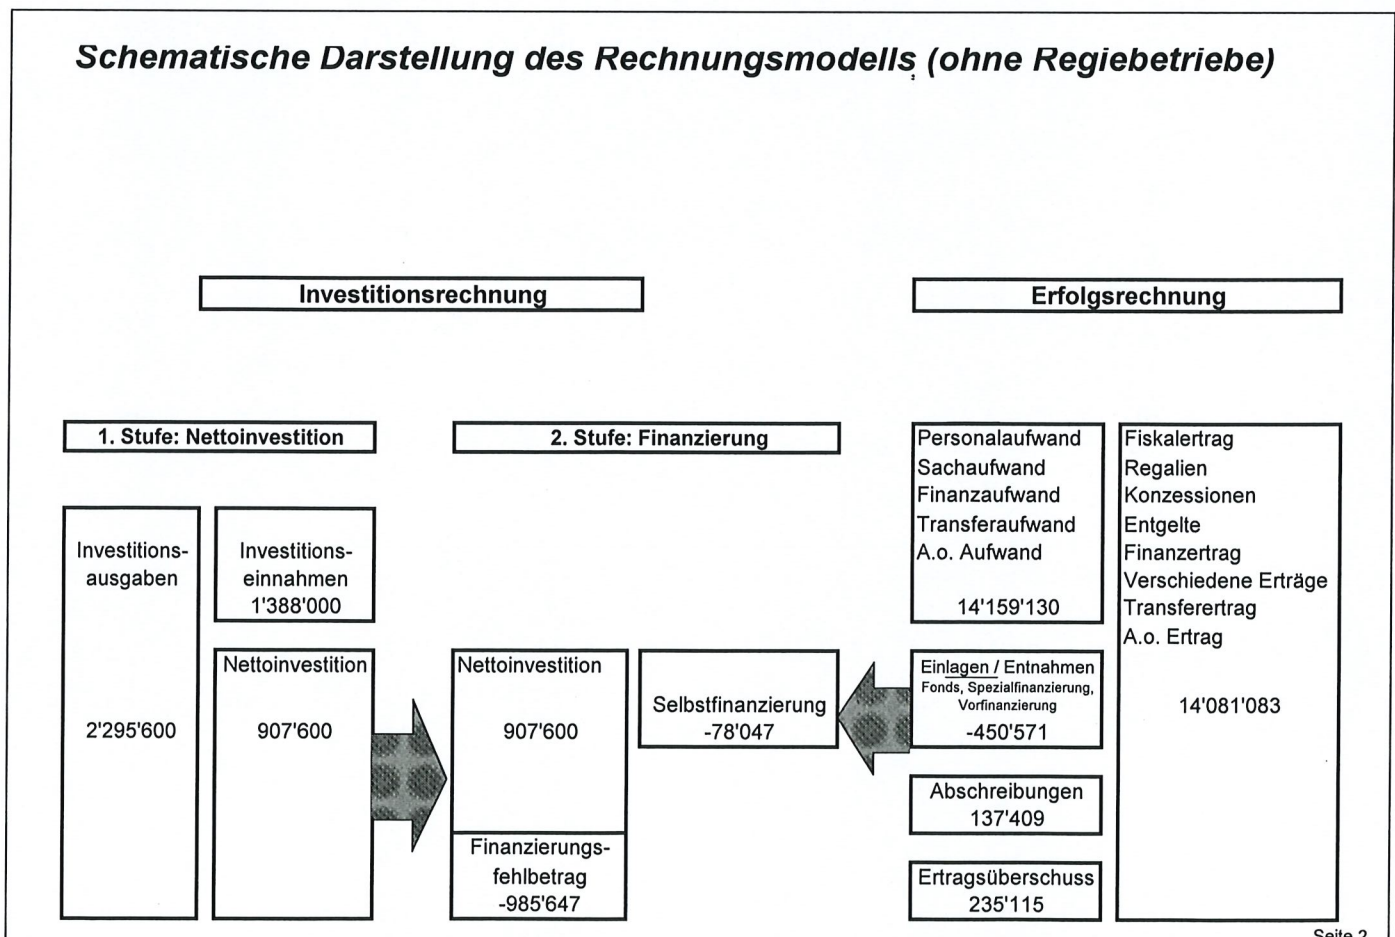 Schematische Darstellung des Rechnungsmodells (ohne Regiebetriebe)
Investitionsrechnung
Erfolgsrechnung
1. Stufe: Nettoinvestition
2. Stufe: Finanzierung
Investitions-
ausgaben
2'295'600
Investitions-
einnahmen
1'388'000
Nettoinvestition
907'600
Nettoinvestition
907'600
Finanzierungs-
fehlbetrag
-985'647
Selbstfinanzierung
-78'047
Personalaufwand
Sachaufwand
Finanzaufwand
Transferaufwand
A.o. Aufwand
14'159'130
Einlagen / Entnahmen
Fonds, Spezialfinanzierung,
Vorfinanzierung
-450'571
Abschreibungen
137'409
Ertragsüberschuss
235'115
Fiskalertrag
Regalien
Konzessionen
Entgelte
Finanzertrag
Verschiedene Erträge
Transferertrag
A.o. Ertrag
14'081'083
Seite 2